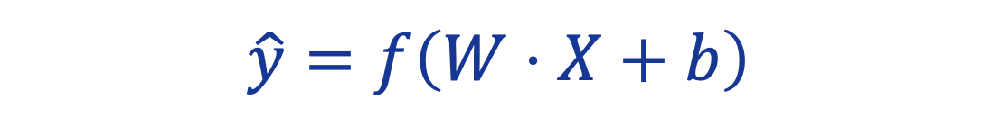 ŷ = f(W · X + b)